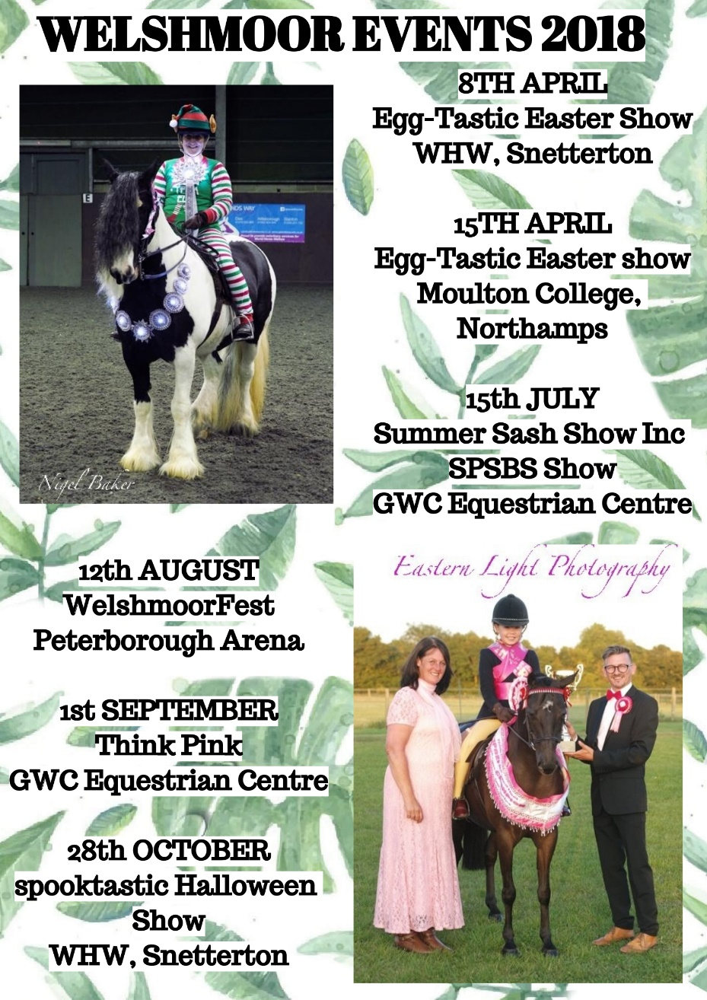 WELSHMOOR EVENTS 2018
8TH APRIL
Egg-Tastic Easter Show
WHW, Snetterton
15TH APRIL
Egg-Tastic Easter show
Moulton College,
Northamps
15th JULY
Summer Sash Show Inc
SPSBS Show
GWC Equestrian Centre
E
NDS WAY
Nigel Baker
12th AUGUST
WelshmoorFest
Peterborough Arena
1st SEPTEMBER
Think Pink
GWC Equestrian Centre
28th OCTOBER
spooktastic Halloween
Show
WHW, Snetterton
Eastern Light Photography